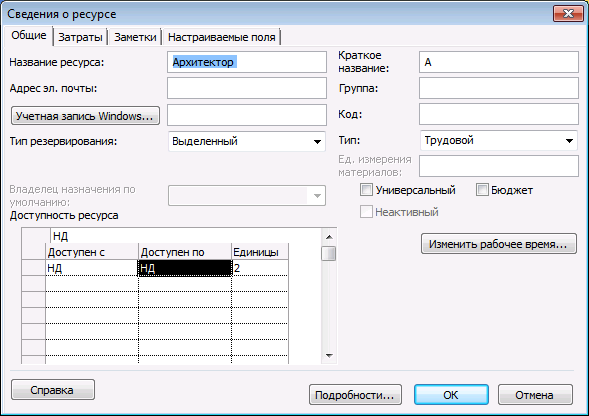 Сведения о ресурсе
Общие Затраты Заметки Настраиваемые поля
Название ресурса: Архитектор Краткое название: А
Адрес эл. почты: Группа:
Учетная запись Windows... Код:
Тип резервирования: Выделенный Тип: Трудовой
Ед. измерения материалов:
Владелец назначения по умолчанию: Универсальный Бюджет
Неактивный
Доступность ресурса
НД Изменить рабочее время...
Доступен с Доступен по Единицы
НД НД 2
Справка Подробности... ОК Отмена